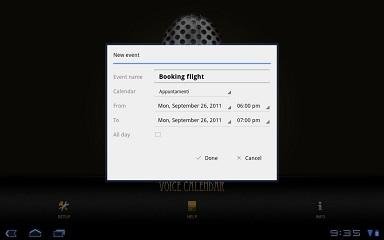 New event
Event name Booking flight
Calendar Appuntamenti
From Mon, September 26, 2011 06:00 pm
To Mon, September 26, 2011 07:00 pm
All day
Done Cancel
VOICE CALENDAR
SETUP HELP INFO
9:35